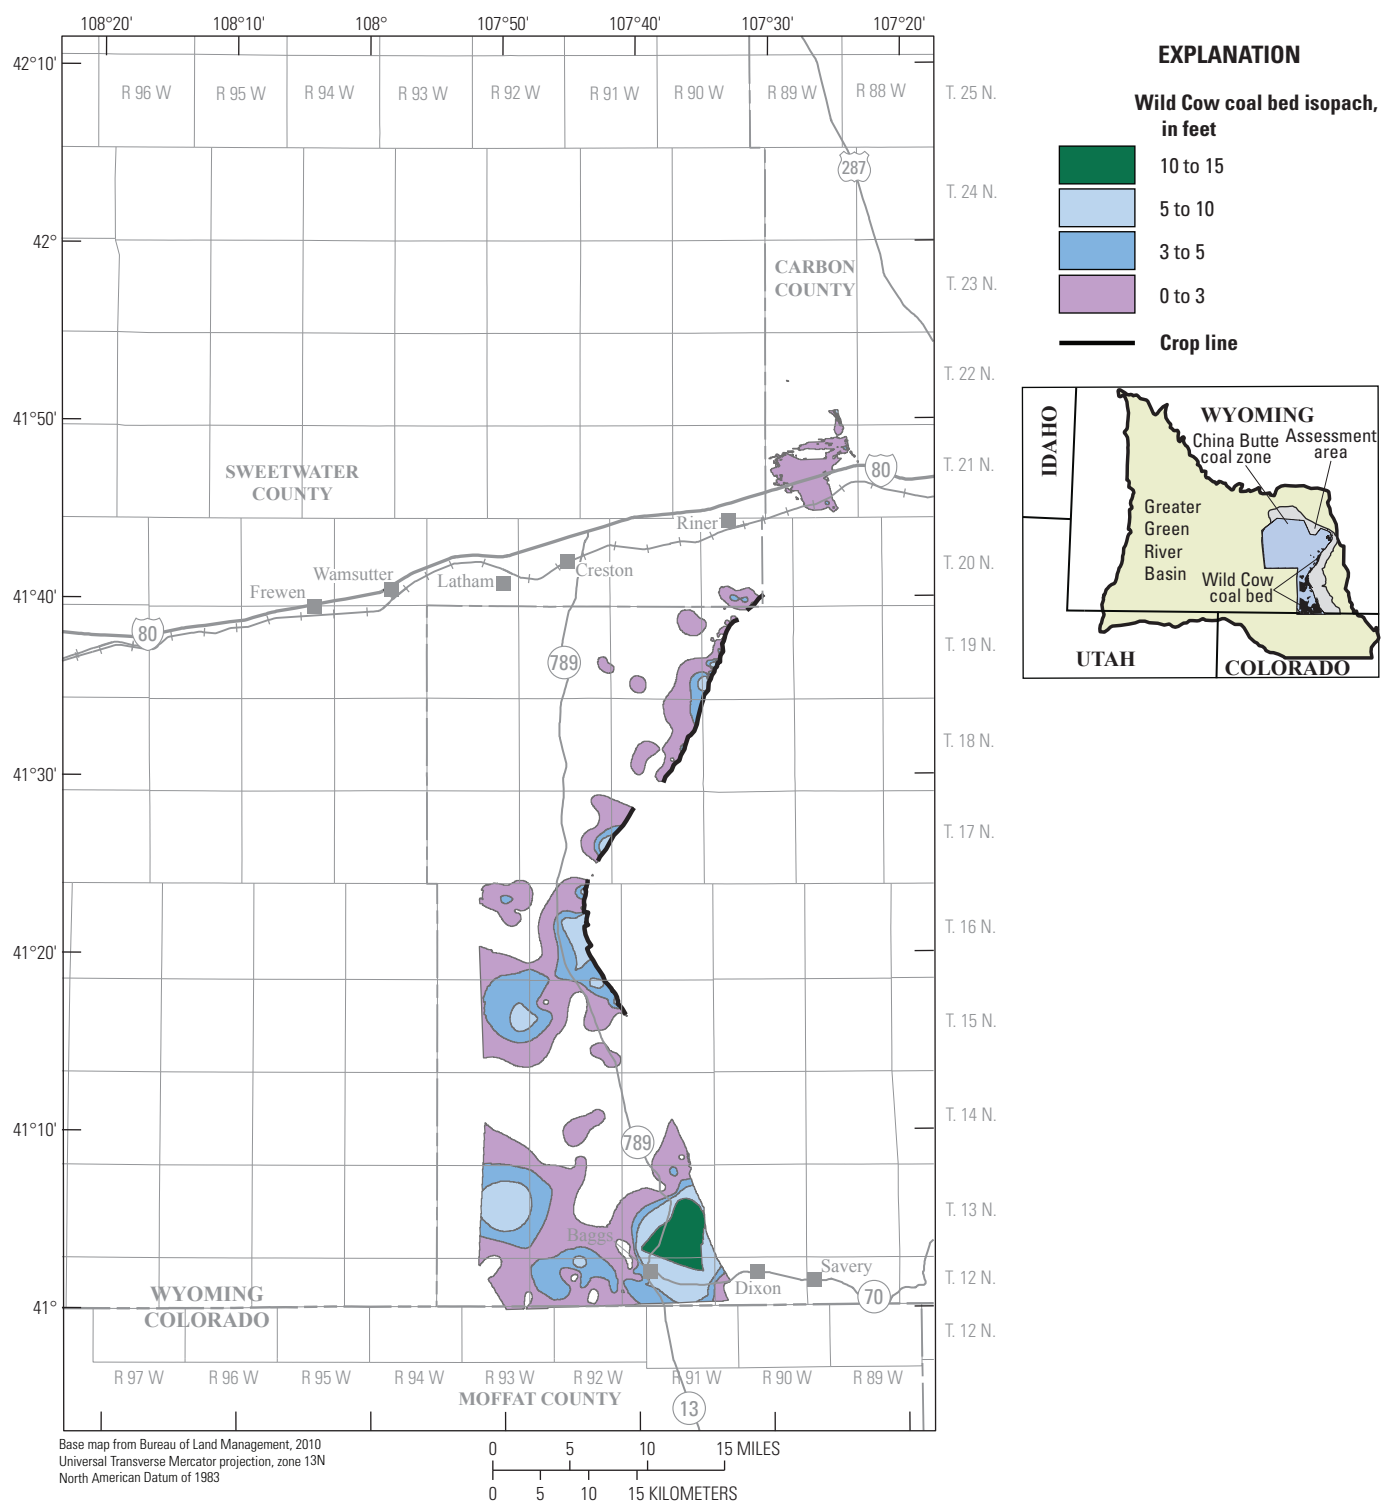 108°20'
108°10'
108°
107°50'
107°40'
107°30'
107°20'
42°10'
42°
41°50'
41°40'
41°30'
41°20'
41°10'
41°
R 96 W
R 95 W
R 94 W
R 93 W
R 92 W
R 91 W
R 90 W
R 89 W
R 88 W
T. 25 N.
T. 24 N.
T. 23 N.
T. 22 N.
T. 21 N.
T. 20 N.
T. 19 N.
T. 18 N.
T. 17 N.
T. 16 N.
T. 15 N.
T. 14 N.
T. 13 N.
T. 12 N.
T. 12 N.
287
CARBON
COUNTY
SWEETWATER
COUNTY
80
Riner
Creston
Latham
Wamsutter
Frewen
80
789
789
Baggs
Dixon
Savery
70
WYOMING
COLORADO
R 97 W
R 96 W
R 95 W
R 94 W
R 93 W
R 92 W
R 91 W
R 90 W
R 89 W
MOFFAT COUNTY
13
Base map from Bureau of Land Management, 2010
Universal Transverse Mercator projection, zone 13N
North American Datum of 1983
0 5 10 15 MILES
0 5 10 15 KILOMETERS
EXPLANATION
Wild Cow coal bed isopach,
in feet
10 to 15
5 to 10
3 to 5
0 to 3
Crop line
IDAHO
WYOMING
China Butte
coal zone
Assessment
area
Greater
Green
River
Basin
Wild Cow
coal bed
UTAH
COLORADO